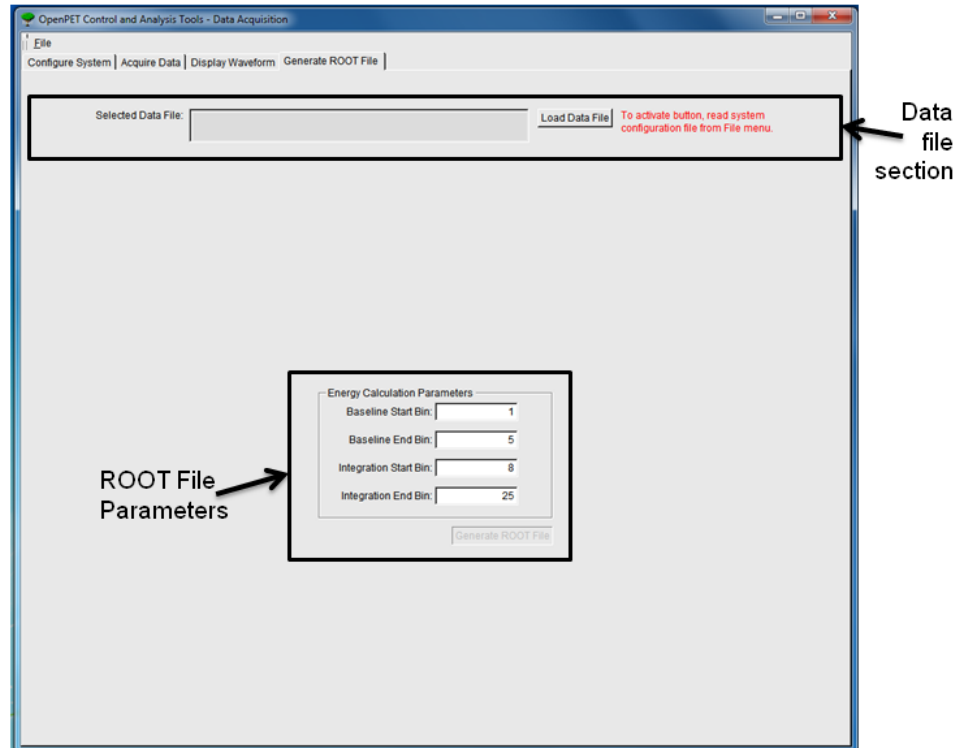 OpenPET Control and Analysis Tools - Data Acquisition
File
Configure System Acquire Data Display Waveform Generate ROOT File
Selected Data File:
Load Data File
To activate button, read system
configuration file from File menu.
Data
file
section
Energy Calculation Parameters
Baseline Start Bin: 1
Baseline End Bin: 5
Integration Start Bin: 8
Integration End Bin: 25
Generate ROOT File
ROOT File
Parameters